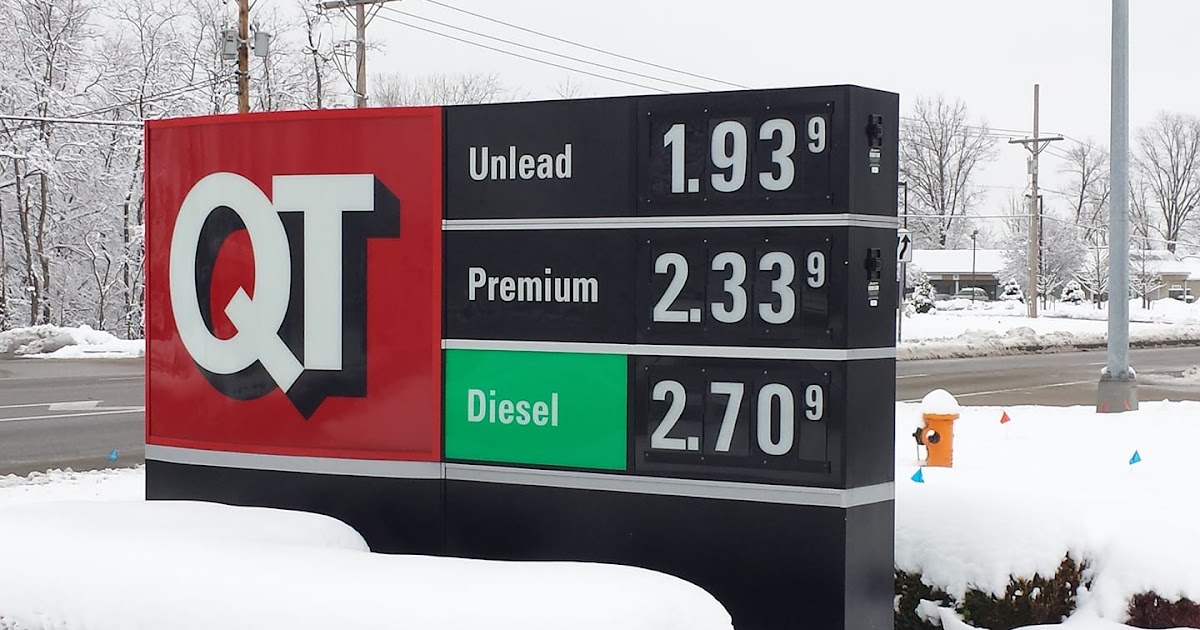 QT
Unlead 1.93 9
Premium 2.33 9
Diesel 2.70 9